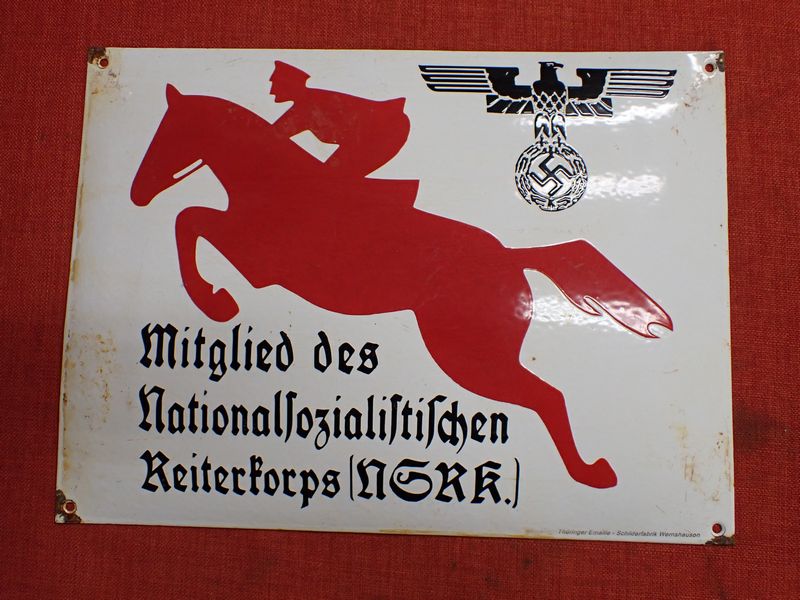 Mitglied des
Nationalsozialistischen
Reiterkorps (NSRK.)
Thüringer Emaille - Schilderfabrik Wernshausen